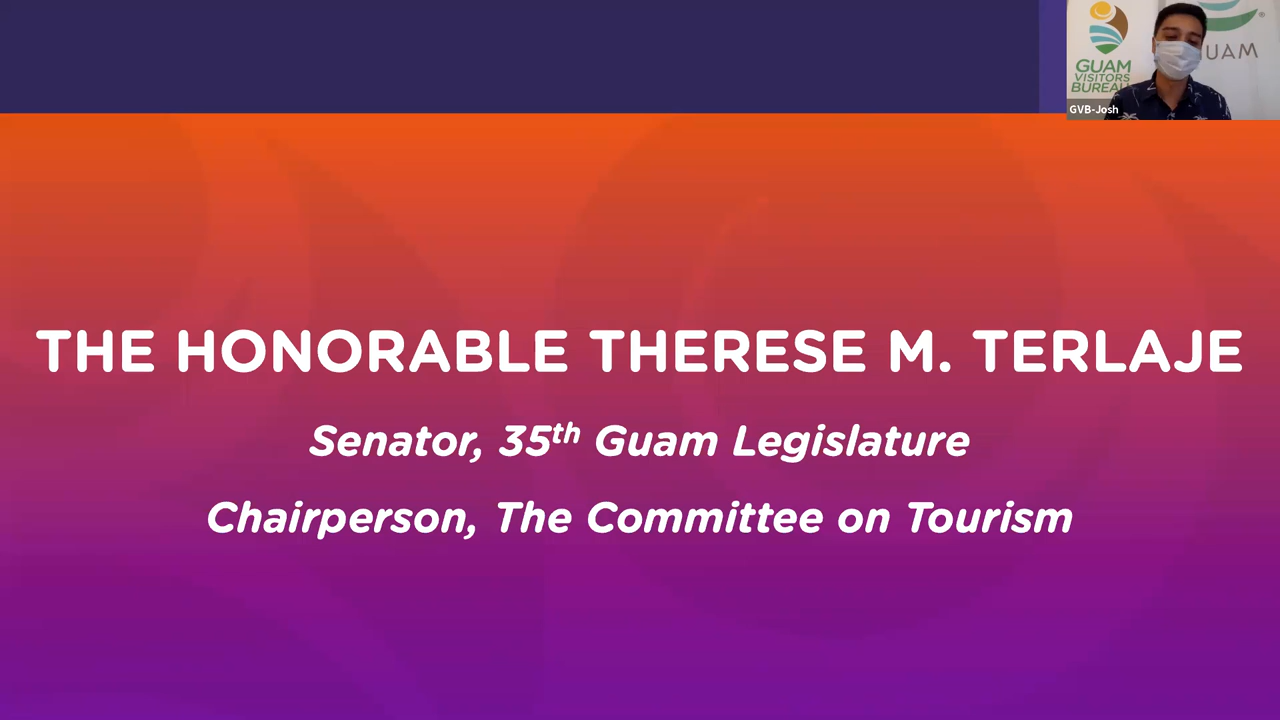 GUAM
VISITORS
BUREAU
GUAM
®
GVB-Josh
THE HONORABLE THERESE M. TERLAJE
Senator, 35th Guam Legislature
Chairperson, The Committee on Tourism